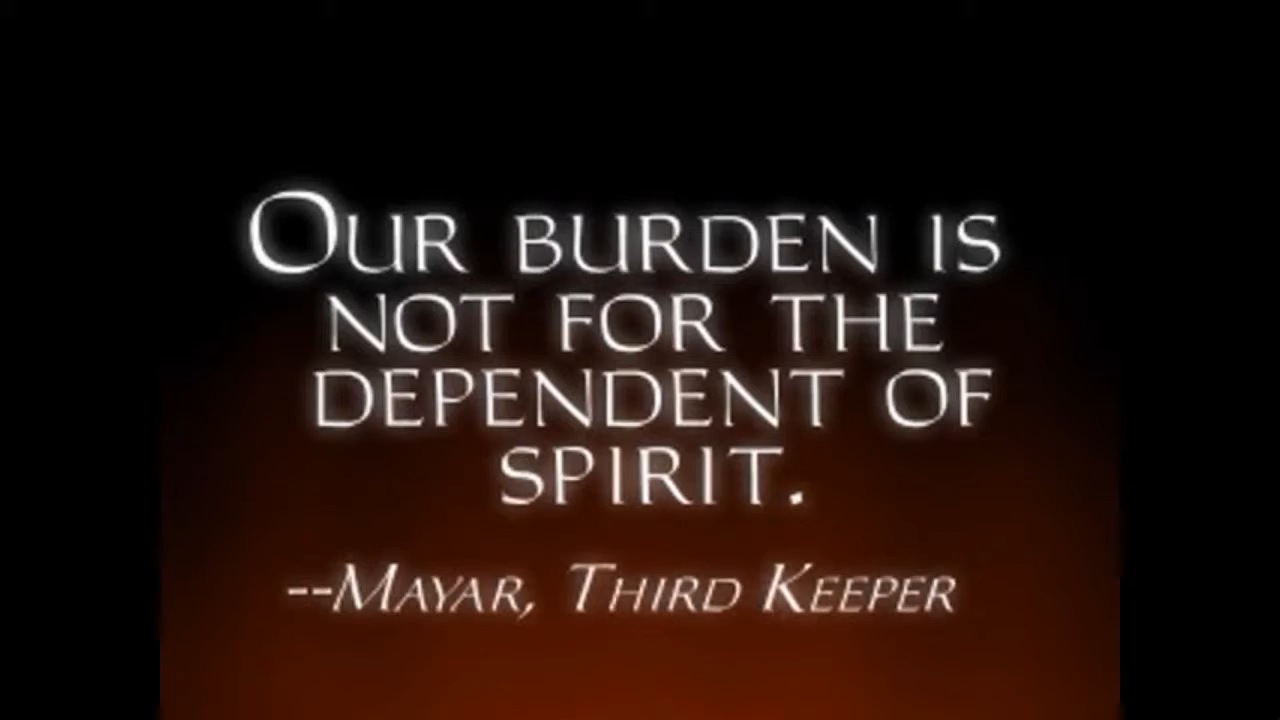 OUR BURDEN IS
NOT FOR THE
DEPENDENT OF
SPIRIT.
--MAYAR, THIRD KEEPER